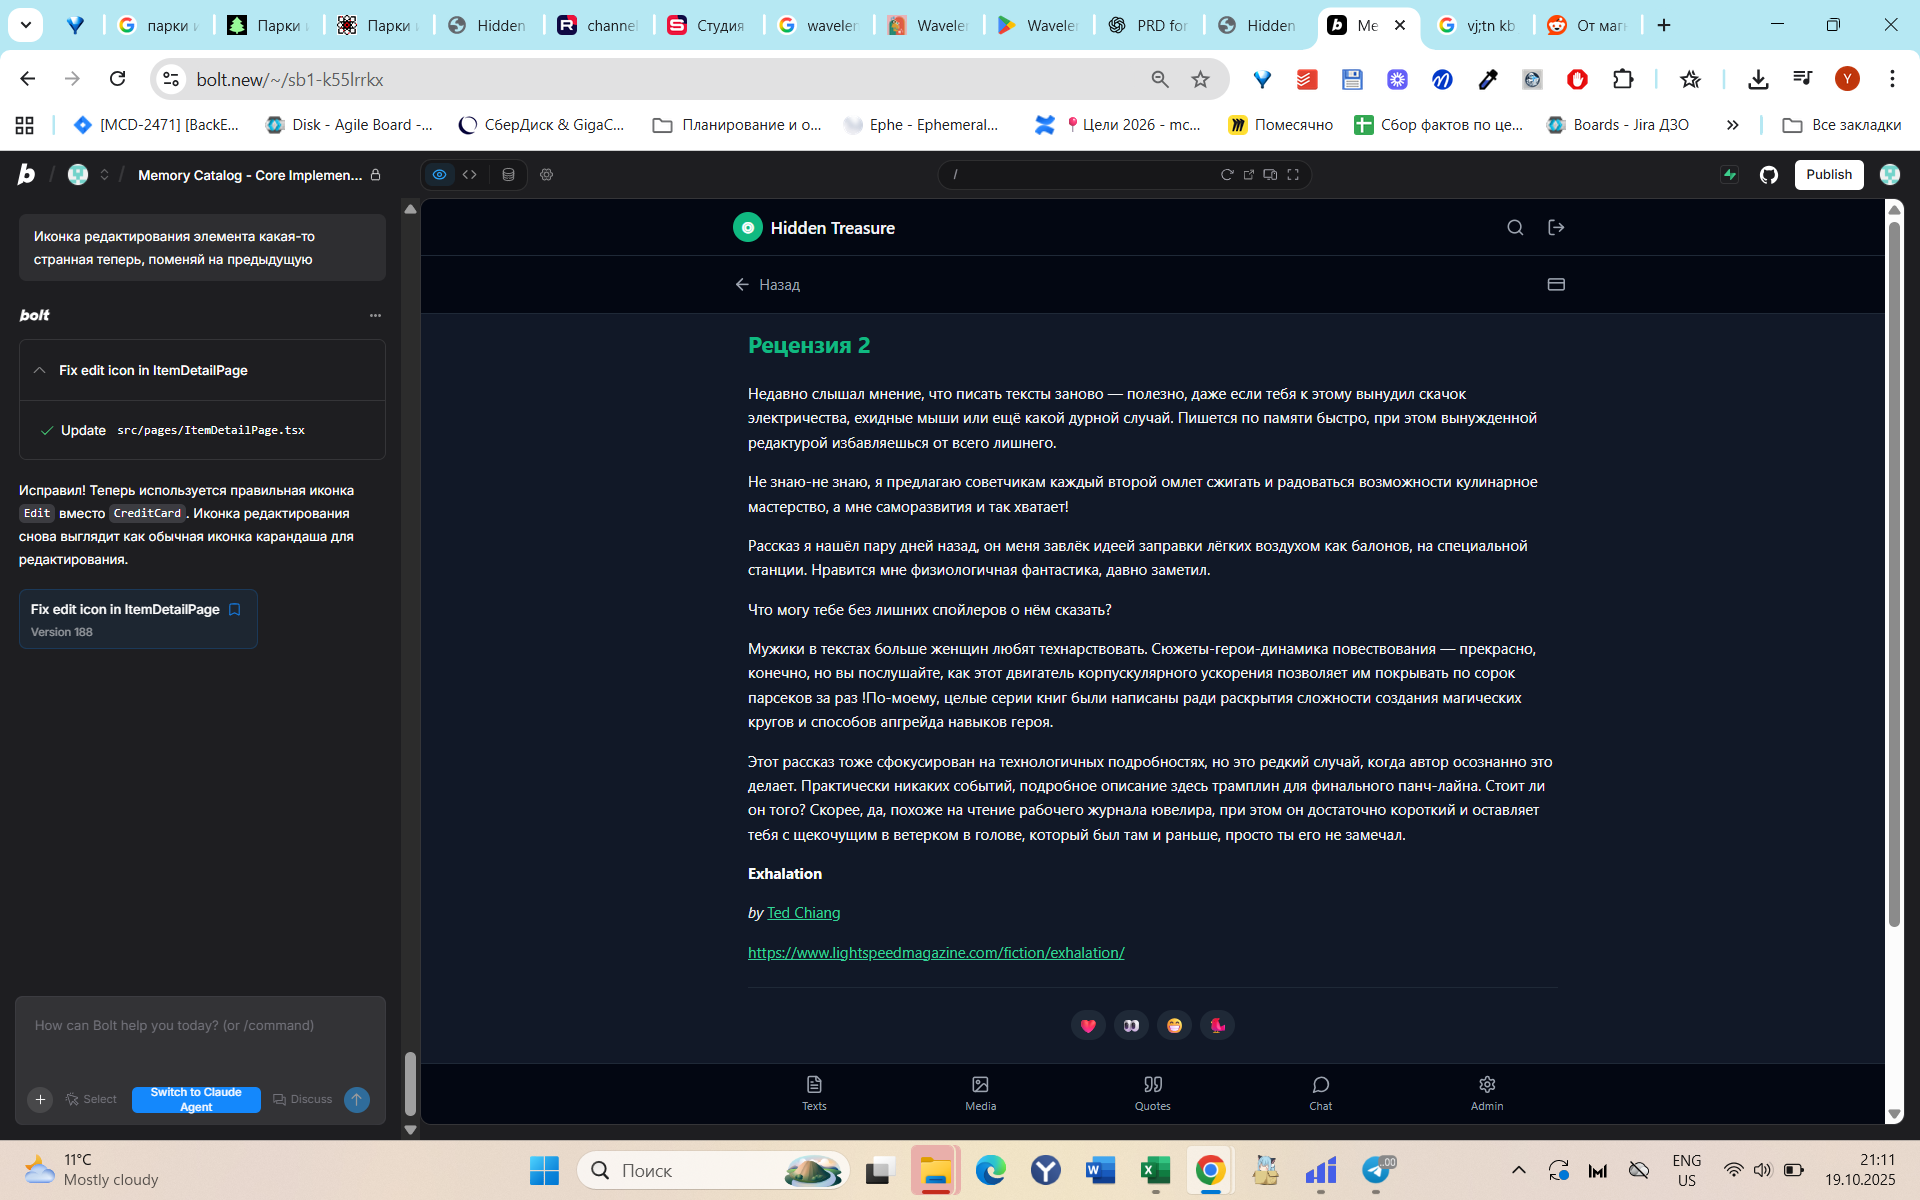 парки и
Парки и
Парки и
Hidden
channel
Студия
waveler
Waveler
Waveler
PRD for
Hidden
Me
vj;tn kb
От маг
bolt.new/~/sb1-k55lrrkx
[MCD-2471] [BackE...
Disk - Agile Board -...
СберДиск & GigaC...
Планирование и о...
Ephe - Ephemeral...
Цели 2026 - mc...
Помесячно
Сбор фактов по це...
Boards - Jira ДЗО
»
Все закладки
Memory Catalog - Core Implemen...
/
Publish
Иконка редактирования элемента какая-то
странная теперь, поменяй на предыдущую
bolt
Fix edit icon in ItemDetailPage
Update src/pages/ItemDetailPage.tsx
Исправил! Теперь используется правильная иконка
Edit вместо CreditCard. Иконка редактирования
снова выглядит как обычная иконка карандаша для
редактирования.
Fix edit icon in ItemDetailPage
Version 188
How can Bolt help you today? (or /command)
Select
Switch to Claude
Agent
Discuss
Hidden Treasure
Назад
Рецензия 2
Недавно слышал мнение, что писать тексты заново — полезно, даже если тебя к этому вынудил скачок
электричества, ехидные мыши или ещё какой дурной случай. Пишется по памяти быстро, при этом вынужденной
редактурой избавляешься от всего лишнего.
Не знаю-не знаю, я предлагаю советчикам каждый второй омлет сжигать и радоваться возможности кулинарное
мастерство, а мне саморазвития и так хватает!
Рассказ я нашёл пару дней назад, он меня завлёк идеей заправки лёгких воздухом как балонов, на специальной
станции. Нравится мне физиологичная фантастика, давно заметил.
Что могу тебе без лишних спойлеров о нём сказать?
Мужики в текстах больше женщин любят технарствовать. Сюжеты-герои-динамика повествования — прекрасно,
конечно, но вы послушайте, как этот двигатель корпускулярного ускорения позволяет им покрывать по сорок
парсеков за раз !По-моему, целые серии книг были написаны ради раскрытия сложности создания магических
кругов и способов апгрейда навыков героя.
Этот рассказ тоже сфокусирован на технологичных подробностях, но это редкий случай, когда автор осознанно это
делает. Практически никаких событий, подробное описание здесь трамплин для финального панч-лайна. Стоит ли
он того? Скорее, да, похоже на чтение рабочего журнала ювелира, при этом он достаточно короткий и оставляет
тебя с щекочущим в ветерком в голове, который был там и раньше, просто ты его не замечал.
Exhalation
by Ted Chiang
https://www.lightspeedmagazine.com/fiction/exhalation/
Texts
Media
Quotes
Chat
Admin
11°C
Mostly cloudy
Поиск
ENG
US
21:11
19.10.2025